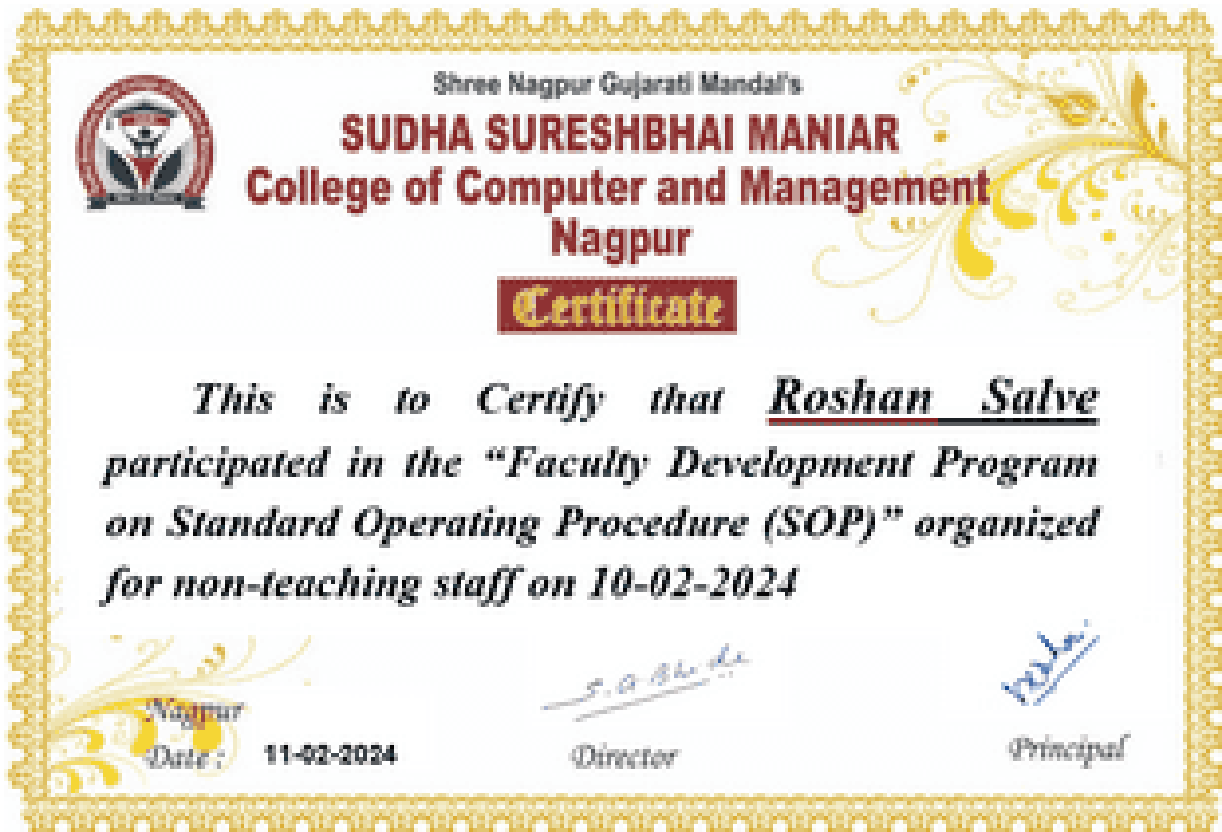 Shree Nagpur Gujarati Mandal's
SUDHA SURESHBHAI MANIAR
College of Computer and Management
Nagpur
Certificate
This is to Certify that Roshan Salve
participated in the “Faculty Development Program
on Standard Operating Procedure (SOP)” organized
for non-teaching staff on 10-02-2024
Nagpur
Date : 11-02-2024
Director
Principal